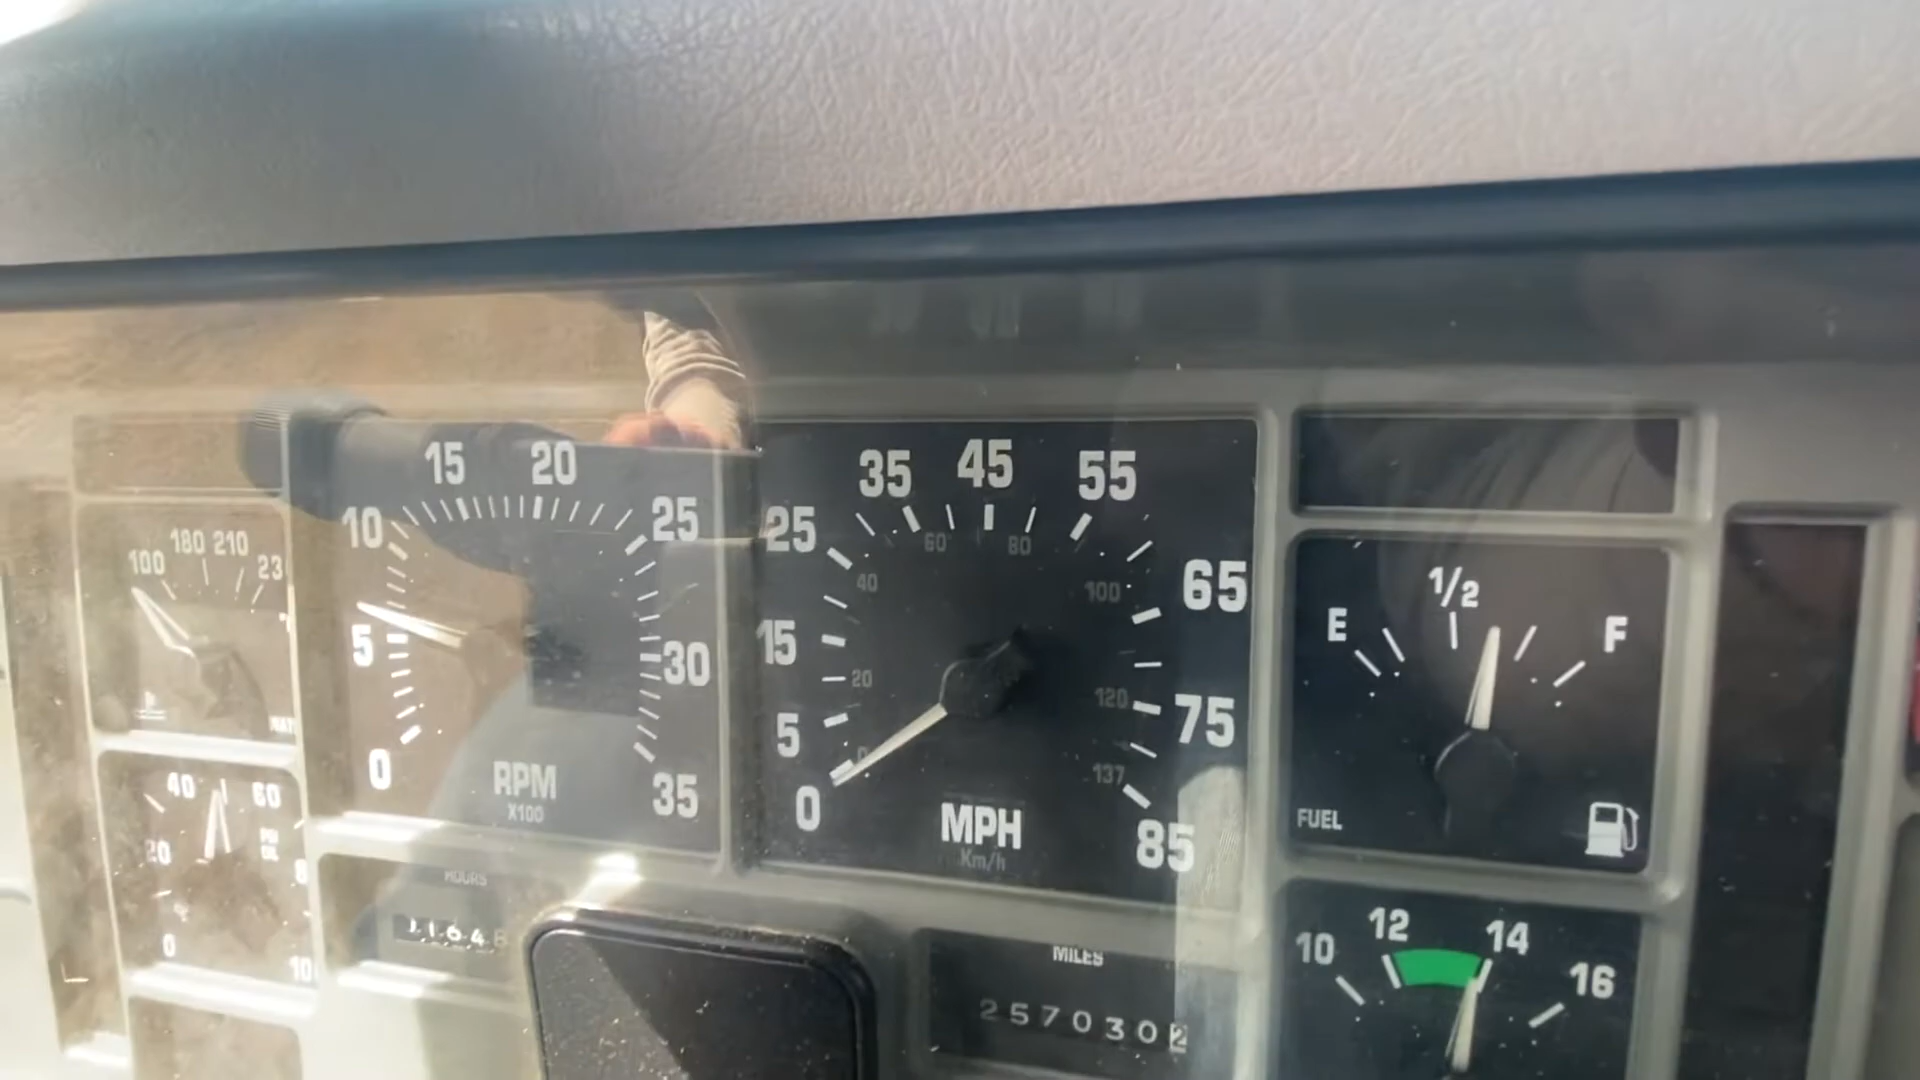 100 180 210 23
40 60
20
0 10
0 5 10 15 20 25 30 35
RPM
X100
HOURS
0 5 15 25 35 45 55 65 75 85
20 40 60 80 100 120 137
MPH
Km/h
MILES
2570302
E 1/2 F
FUEL
10 12 14 16